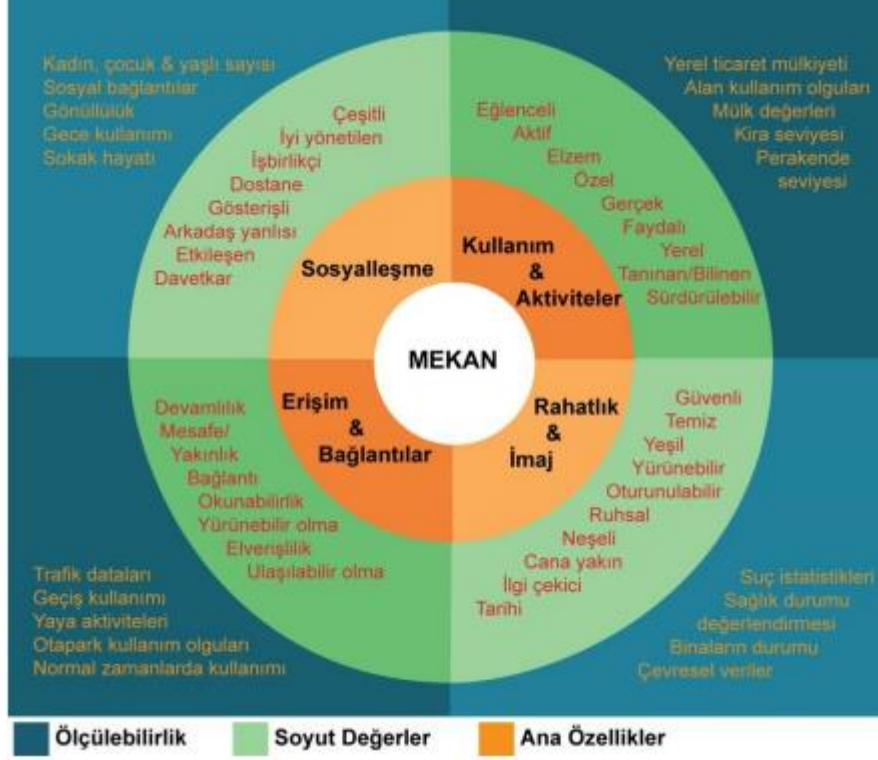 Kadın, çocuk & yaşlı sayısı
Sosyal bağlantılar
Gönüllülük
Gece kullanımı
Sokak hayatı
Çeşitli
İyi yönetilen
İşbirlikçi
Dostane
Gösterişli
Arkadaş yanlısı
Etkileşen
Davetkar
Sosyalleşme
Yerel ticaret mülkiyeti
Alan kullanım olguları
Mülk değerleri
Kira seviyesi
Perakende
seviyesi
Eğlenceli
Aktif
Elzem
Özel
Gerçek
Faydalı
Yerel
Tanınan/Bilinen
Sürdürülebilir
Kullanım
&
Aktiviteler
MEKAN
Erişim
&
Bağlantılar
Devamlılık
Mesafe/
Yakınlık
Bağlantı
Okunabilirlik
Yürünebilir olma
Elverişlilik
Ulaşılabilir olma
Trafik dataları
Geçiş kullanımı
Yaya aktiviteleri
Otapark kullanım olguları
Normal zamanlarda kullanımı
Rahatlık
&
İmaj
Güvenli
Temiz
Yeşil
Yürünebilir
Oturunulabilir
Ruhsal
Neşeli
Cana yakın
İlgi çekici
Tarihi
Suç istatistikleri
Sağlık durumu
değerlendirmesi
Binaların durumu
Çevresel veriler
Ölçülebilirlik
Soyut Değerler
Ana Özellikler